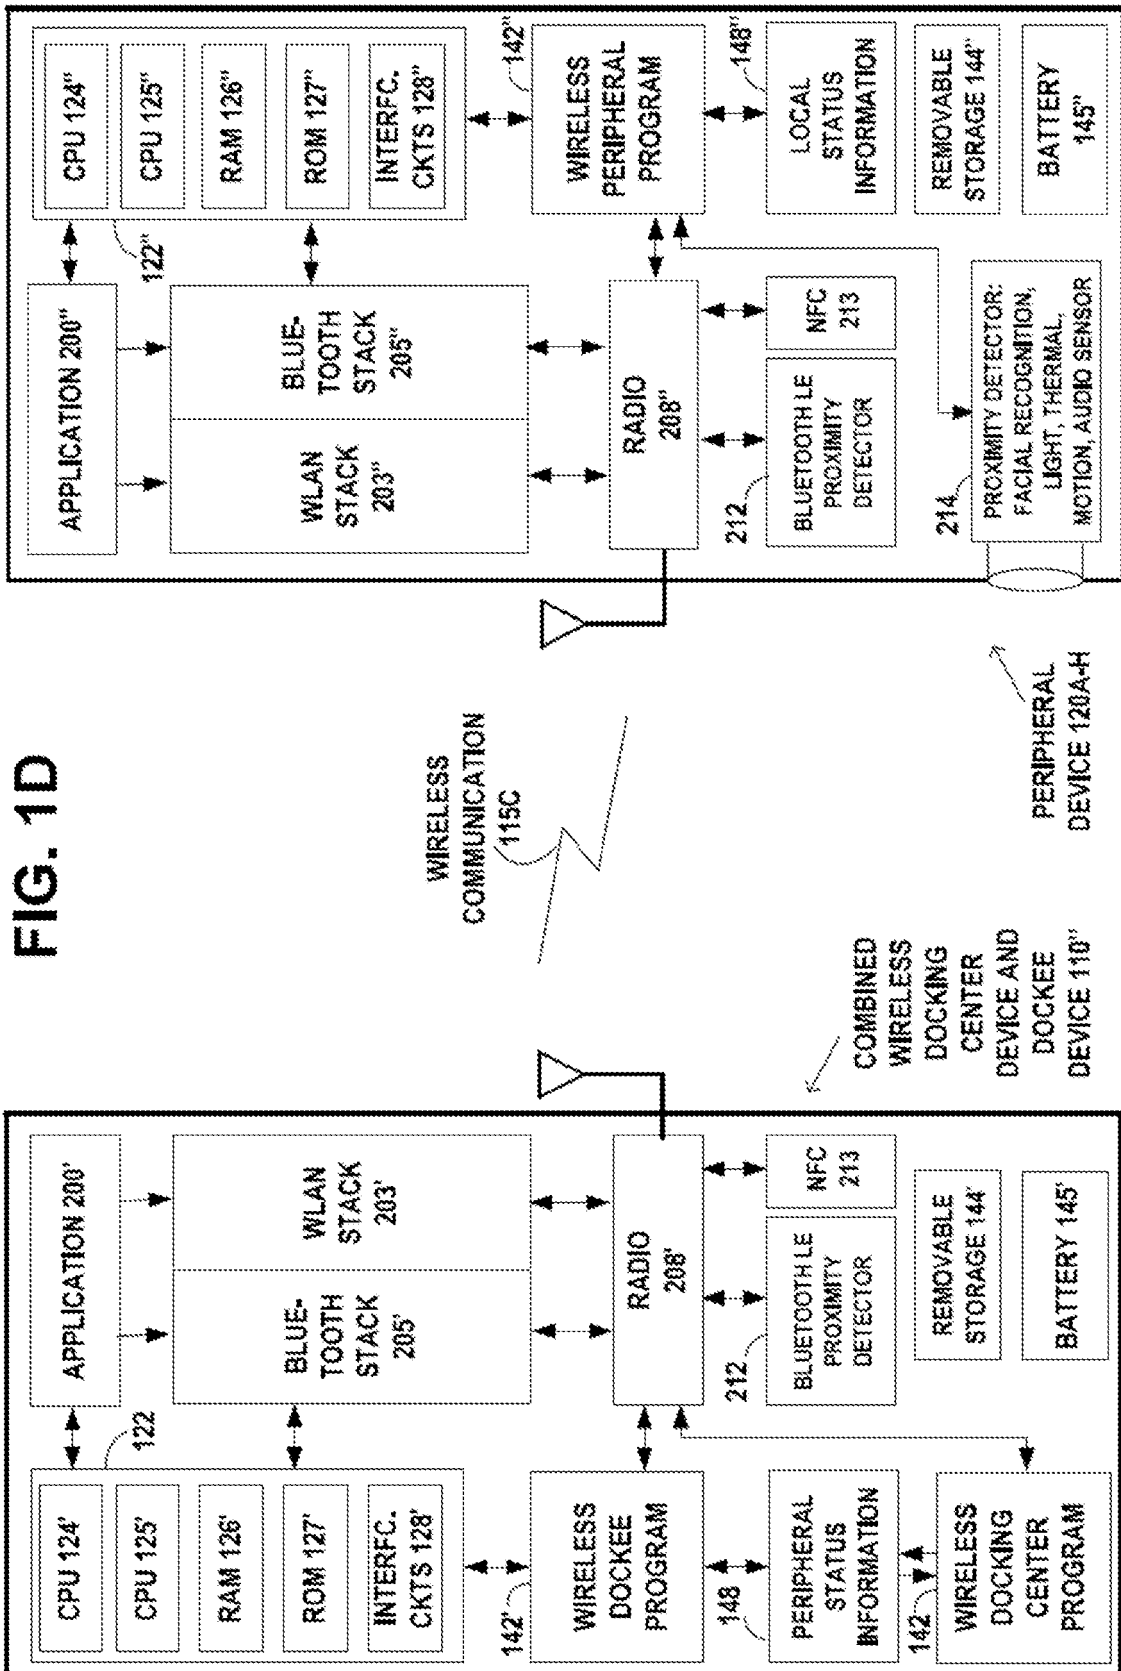 FIG. 1D
CPU 124'
CPU 125'
RAM 126'
ROM 127'
INTERFC.
CKTS 128'
122
APPLICATION 200'
BLUE-
TOOTH
STACK
205'
WLAN
STACK
203'
142'
WIRELESS
DOCKEE
PROGRAM
RADIO
208'
148
PERIPHERAL
STATUS
INFORMATION
212
BLUETOOTH LE
PROXIMITY
DETECTOR
NFC
213
142
WIRELESS
DOCKING
CENTER
PROGRAM
REMOVABLE
STORAGE 144'
BATTERY 145'
COMBINED
WIRELESS
DOCKING
CENTER
DEVICE AND
DOCKEE
DEVICE 110"
WIRELESS
COMMUNICATION
115C
PERIPHERAL
DEVICE 120A-H
APPLICATION 200"
CPU 124"
CPU 125"
RAM 126"
ROM 127"
INTERFC.
CKTS 128"
122"
WLAN
STACK
203"
BLUE-
TOOTH
STACK
205"
RADIO
208"
142"
WIRELESS
PERIPHERAL
PROGRAM
212
BLUETOOTH LE
PROXIMITY
DETECTOR
NFC
213
148"
LOCAL
STATUS
INFORMATION
REMOVABLE
STORAGE 144"
BATTERY
145"
214
PROXIMITY DETECTOR:
FACIAL RECOGNITION,
LIGHT, THERMAL,
MOTION, AUDIO SENSOR